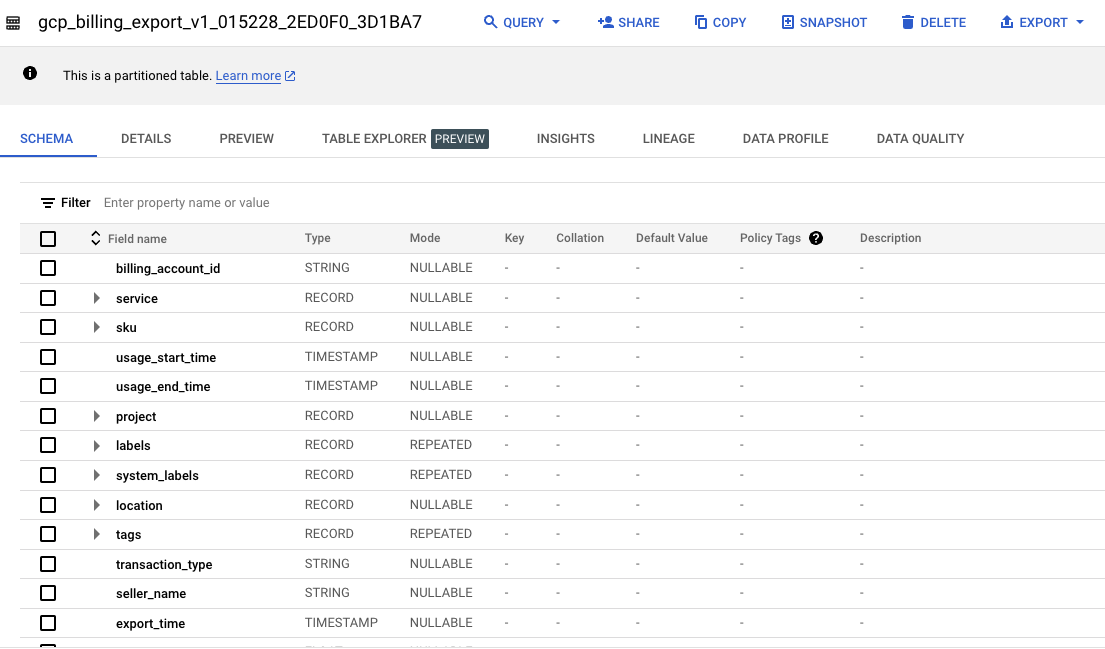 gcp_billing_export_v1_015228_2ED0F0_3D1BA7 QUERY SHARE COPY SNAPSHOT DELETE EXPORT
This is a partitioned table. Learn more
SCHEMA DETAILS PREVIEW TABLE EXPLORER PREVIEW INSIGHTS LINEAGE DATA PROFILE DATA QUALITY
Filter Enter property name or value
Field name Type Mode Key Collation Default Value Policy Tags ? Description
billing_account_id STRING NULLABLE - - - - -
service RECORD NULLABLE - - - - -
sku RECORD NULLABLE - - - - -
usage_start_time TIMESTAMP NULLABLE - - - - -
usage_end_time TIMESTAMP NULLABLE - - - - -
project RECORD NULLABLE - - - - -
labels RECORD REPEATED - - - - -
system_labels RECORD REPEATED - - - - -
location RECORD NULLABLE - - - - -
tags RECORD REPEATED - - - - -
transaction_type STRING NULLABLE - - - - -
seller_name STRING NULLABLE - - - - -
export_time TIMESTAMP NULLABLE - - - - -